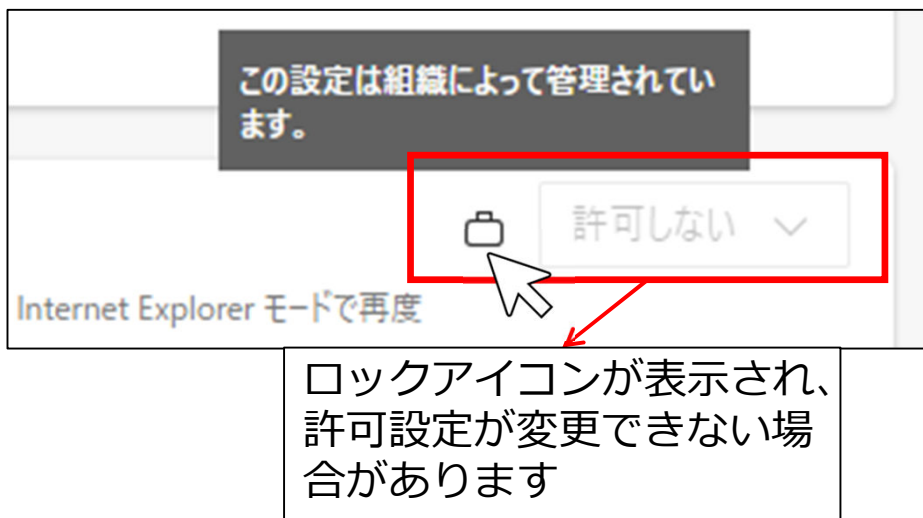 この設定は組織によって管理されてい
ます。
許可しない
Internet Explorer モードで再度
ロックアイコンが表示され、
許可設定が変更できない場
合があります